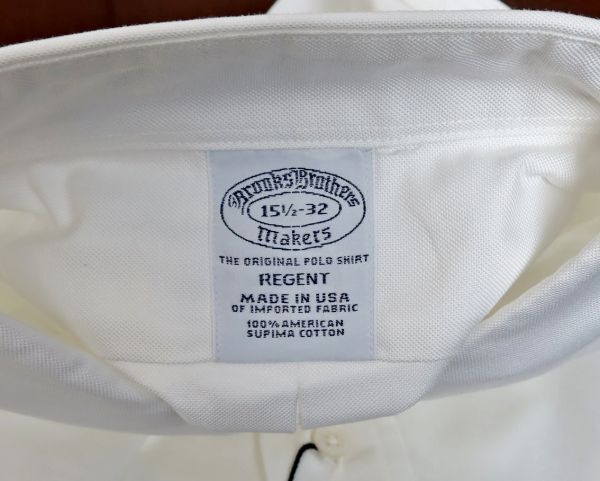 Brooks Brothers
15½-32
Makers
THE ORIGINAL POLO SHIRT
REGENT
MADE IN USA
OF IMPORTED FABRIC
100% AMERICAN
SUPIMA COTTON